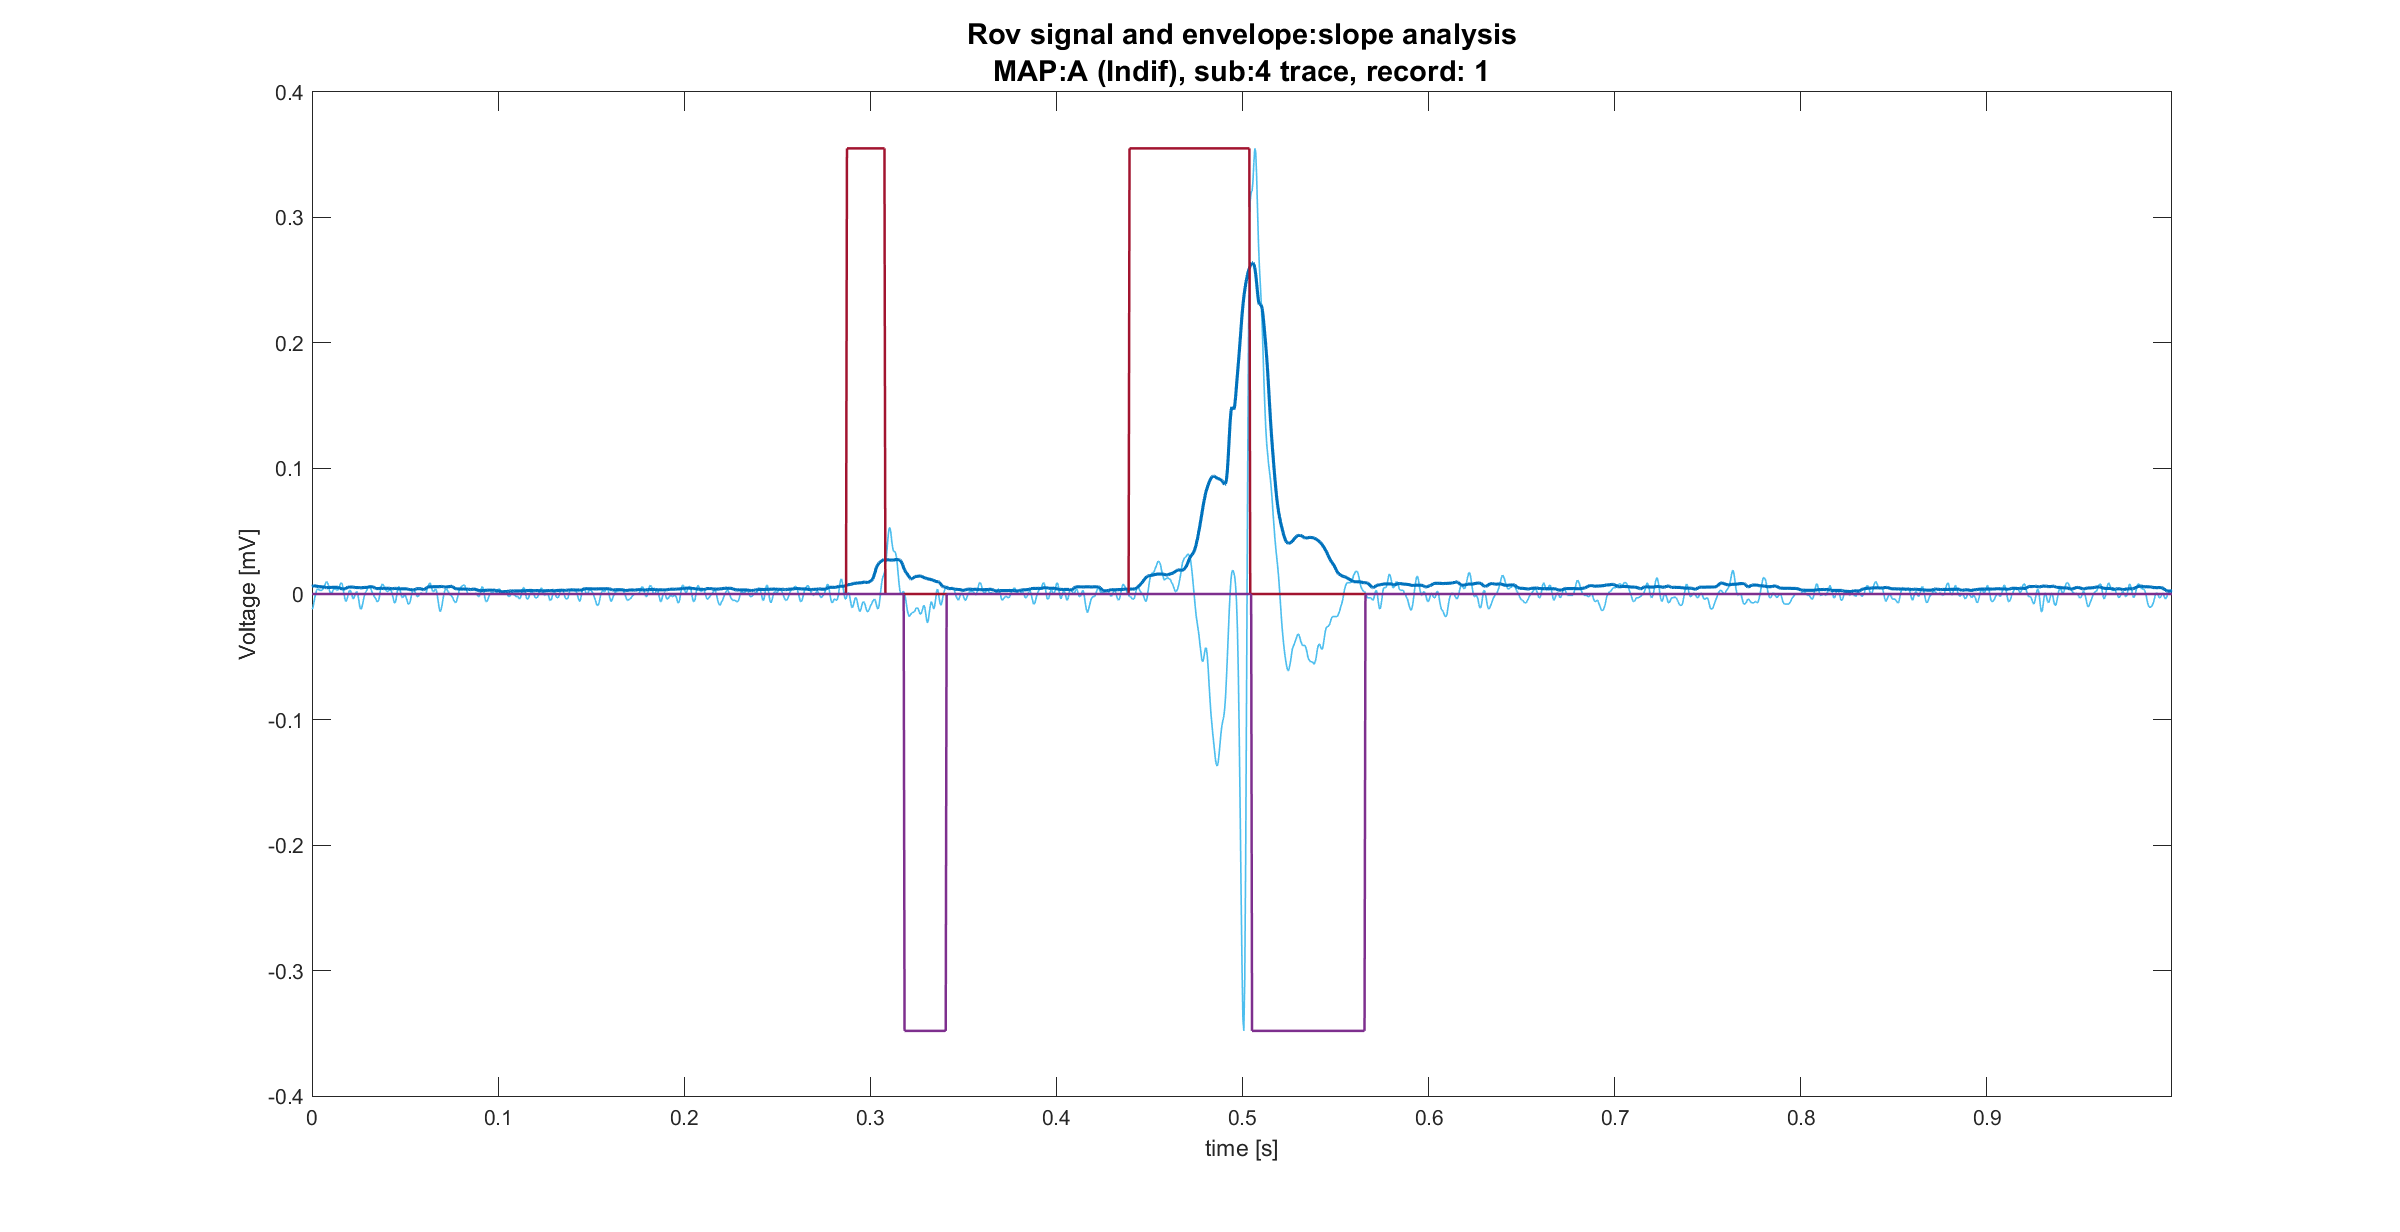 Rov signal and envelope:slope analysis
MAP:A (Indif), sub:4 trace, record: 1
0.4
0.3
0.2
0.1
0
-0.1
-0.2
-0.3
-0.4
Voltage [mV]
0 0.1 0.2 0.3 0.4 0.5 0.6 0.7 0.8 0.9
time [s]